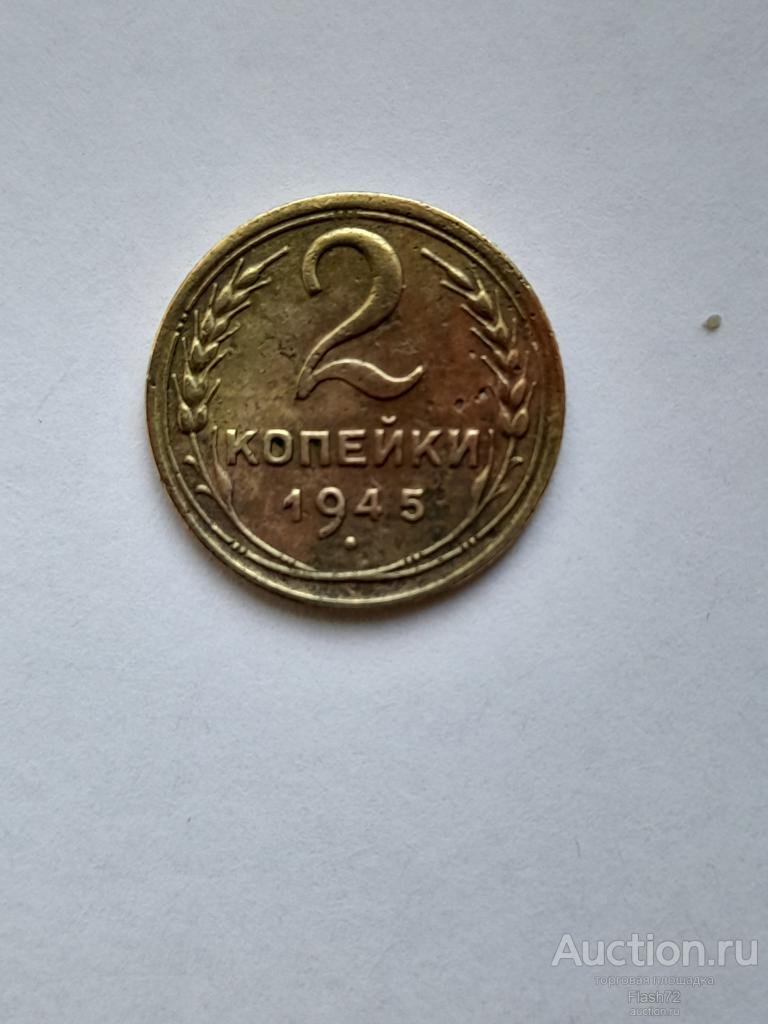 2
КОПЕЙКИ
1945
Auction.ru
торговая площадка
Flash72
auction.ru